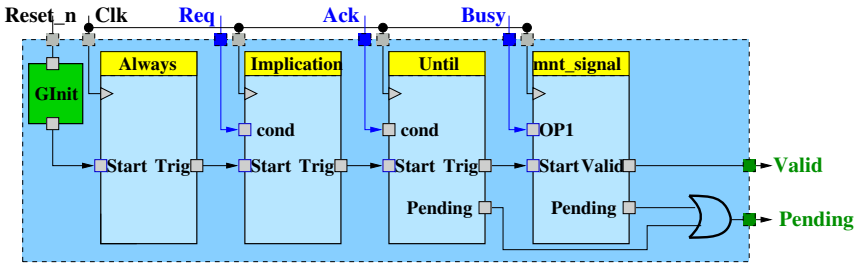 Reset_n Clk Req Ack Busy
Always Implication Until mnt_signal
GInit
cond cond OP1
Start Trig Start Trig Start Trig Start Valid Valid
Pending Pending
Pending